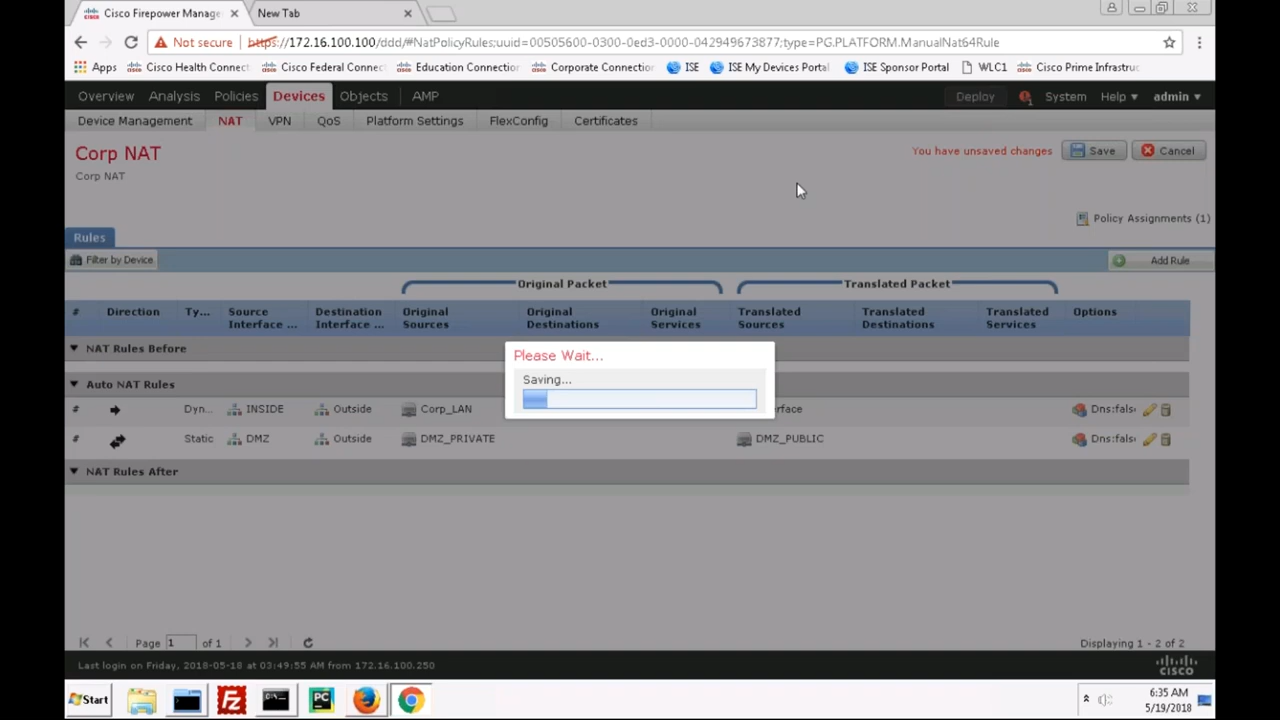 Cisco Firepower Manage
New Tab
Not secure https://172.16.100.100/ddd/#NatPolicyRules;uuid=00505600-0300-0ed3-0000-042949673877;type=PG.PLATFORM.ManualNat64Rule
Apps Cisco Health Connect Cisco Federal Connec Education Connection Corporate Connection ISE ISE My Devices Portal ISE Sponsor Portal WLC1 Cisco Prime Infrastruc
Overview Analysis Policies Devices Objects AMP Deploy System Help admin
Device Management NAT VPN QoS Platform Settings FlexConfig Certificates
Corp NAT
You have unsaved changes Save Cancel
Corp NAT
Policy Assignments (1)
Rules
Filter by Device
Add Rule
Original Packet Translated Packet
# Direction Ty... Source Interface ... Destination Interface ... Original Sources Original Destinations Original Services Translated Sources Translated Destinations Translated Services Options
NAT Rules Before
Please Wait...
Saving...
Auto NAT Rules
# Dyn... INSIDE Outside Corp_LAN rface Dns:fals
# Static DMZ Outside DMZ_PRIVATE DMZ_PUBLIC Dns:fals
NAT Rules After
Page 1 of 1
Displaying 1 - 2 of 2
Last login on Friday, 2018-05-18 at 03:49:55 AM from 172.16.100.250
CISCO
Start
PC
6:35 AM
5/19/2018